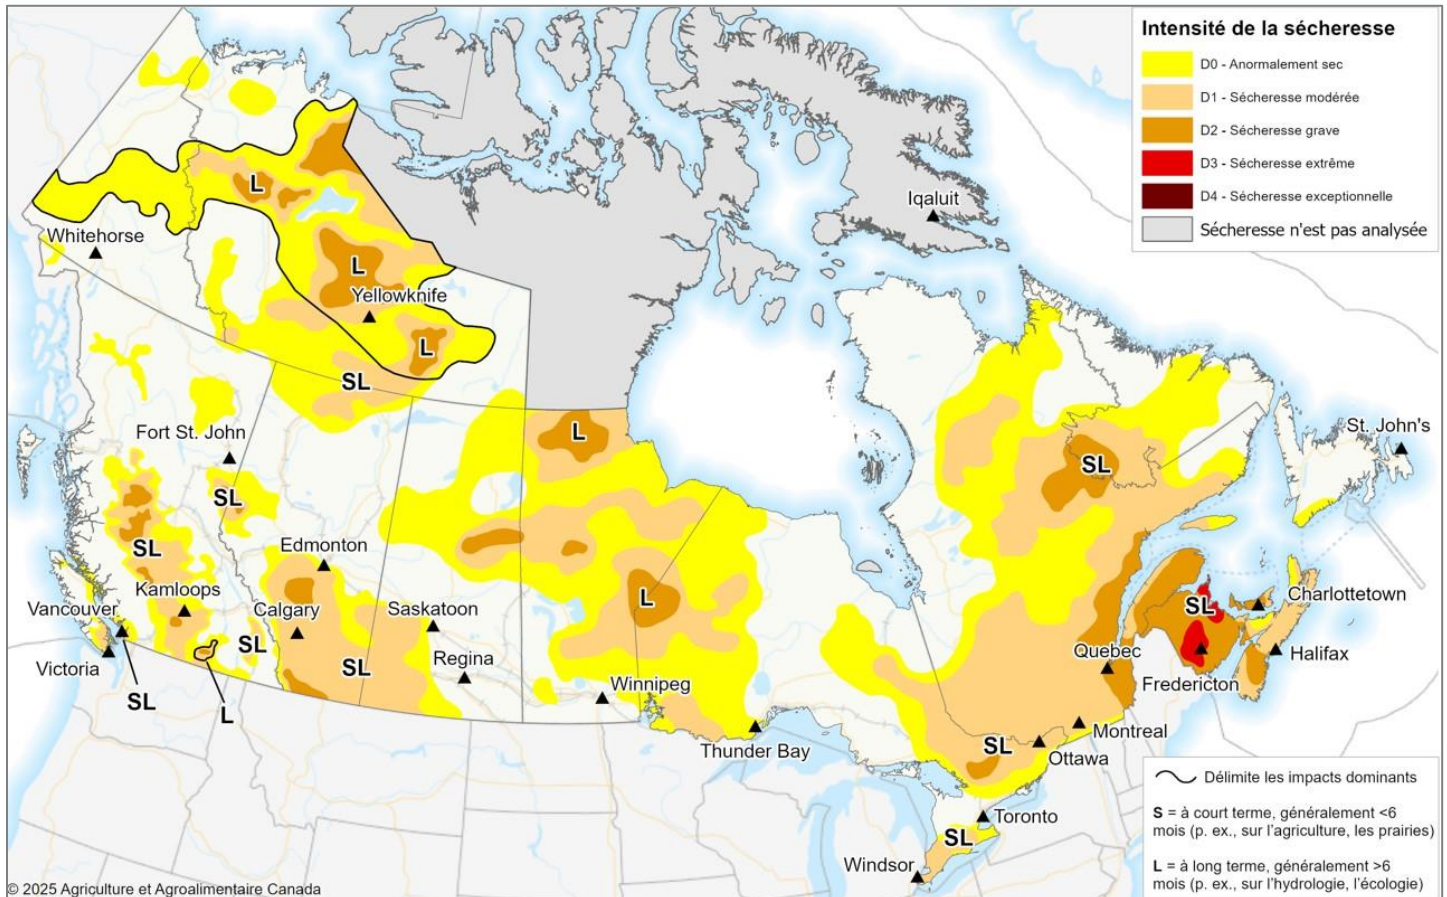 Intensité de la sécheresse
D0 - Anormalement sec
D1 - Sécheresse modérée
D2 - Sécheresse grave
D3 - Sécheresse extrême
D4 - Sécheresse exceptionnelle
Sécheresse n'est pas analysée
Iqaluit
Whitehorse
L
L
Yellowknife
L
SL
Fort St. John
L
St. John's
SL
SL
SL
Edmonton
Kamloops
Calgary
Saskatoon
L
SL
Charlottetown
Vancouver
SL
SL
Regina
Quebec
Halifax
Victoria
Fredericton
SL
L
Winnipeg
Thunder Bay
SL
Montreal
Ottawa
Toronto
SL
Windsor
Délimite les impacts dominants
S = à court terme, généralement <6
mois (p. ex., sur l'agriculture, les prairies)
L = à long terme, généralement >6
mois (p. ex., sur l'hydrologie, l'écologie)
© 2025 Agriculture et Agroalimentaire Canada